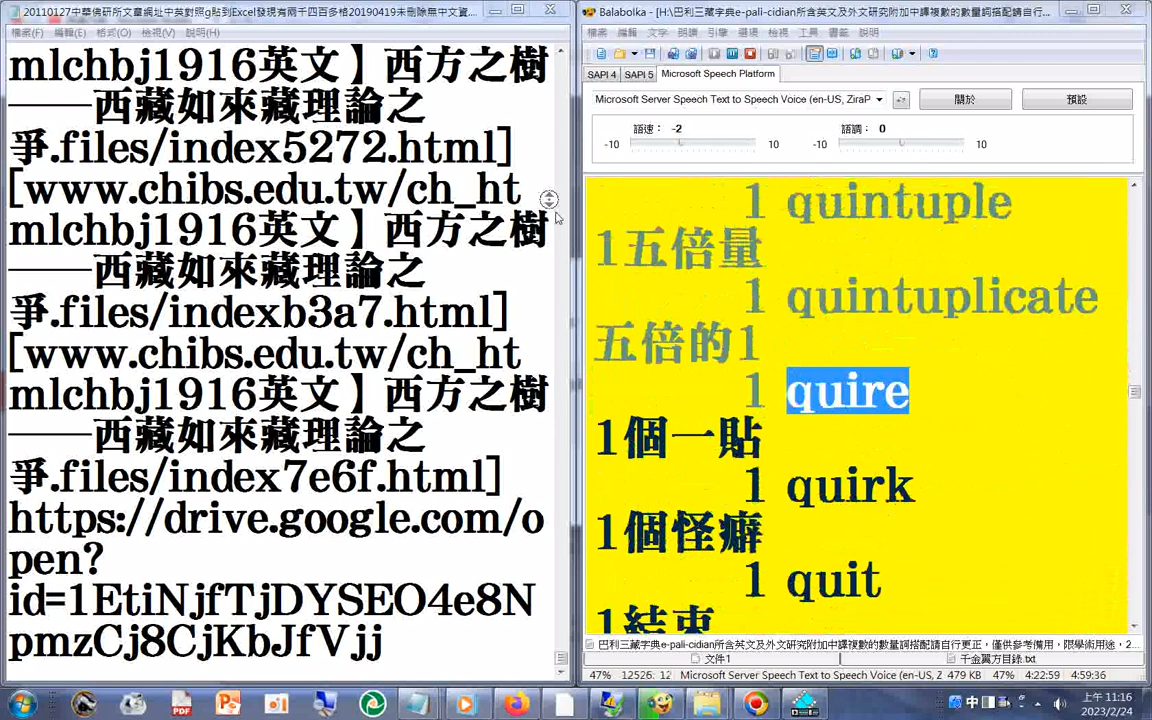 20110127中華佛研所文章網址中英對照g貼到Excel發現有兩千四百多格20190419未刪除無中文資...
檔案(F) 編輯(E) 格式(O) 檢視(V) 說明(H)
mlchbj1916英文】西方之樹
——西藏如來藏理論之
爭.files/index5272.html]
[www.chibs.edu.tw/ch_ht
mlchbj1916英文】西方之樹
——西藏如來藏理論之
爭.files/indexb3a7.html]
[www.chibs.edu.tw/ch_ht
mlchbj1916英文】西方之樹
——西藏如來藏理論之
爭.files/index7e6f.html]
https://drive.google.com/o
pen?
id=1EtiNjfTjDYSEO4e8N
pmzCj8CjKbJfVjj
Balabolka - [H:\巴利三藏字典e-pali-cidian所含英文及外文研究附加中譯複數的數量詞搭配請自行...
檔案 編輯 文字 朗讀 引擎 選項 檢視 工具 書籤 說明
SAPI 4 SAPI 5 Microsoft Speech Platform
Microsoft Server Speech Text to Speech Voice (en-US, ZiraP
關於
預設
語速： -2
語調： 0
-10 10 -10 10
1 quintuple
1五倍量
1 quintuplicate
五倍的1
1 quire
1個一貼
1 quirk
1個怪癖
1 quit
1結束
巴利三藏字典e-pali-cidian所含英文及外文研究附加中譯複數的數量詞搭配請自行更正，僅供參考備用，限學術用途，2...
文件1
千金翼方目錄.txt
47% 12526: 12 47% Microsoft Server Speech Text to Speech Voice (en-US, Z 479 KB 4:22:59 4:59:36
PDF
中
上午 11:16
2023/2/24